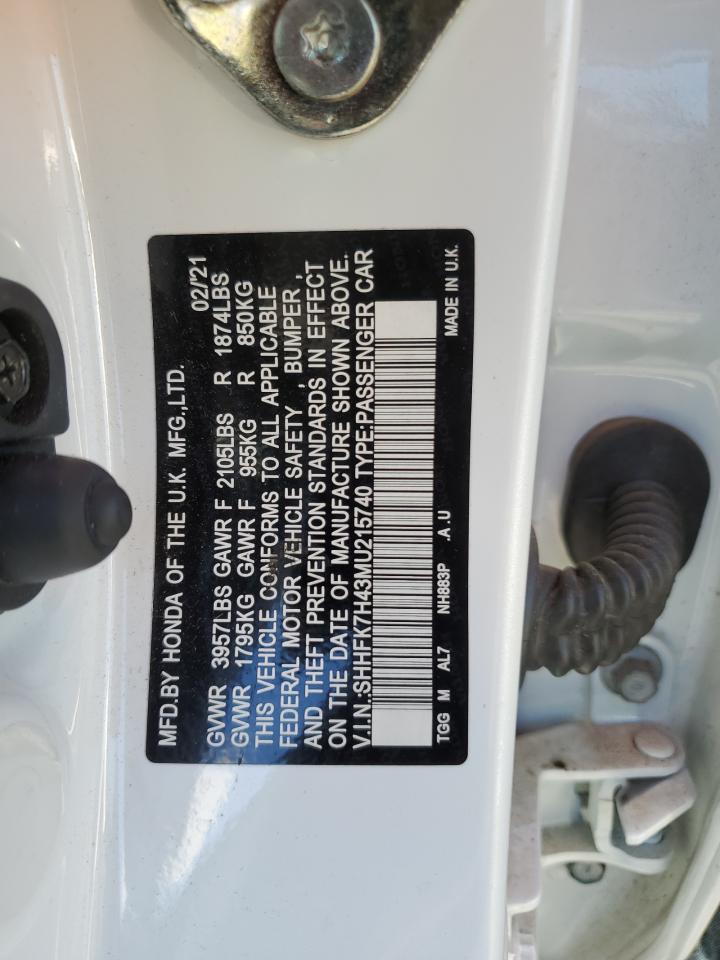 MFD.BY HONDA OF THE U.K. MFG.,LTD. 02/'21
GVWR 3957LBS GAWR F 2105LBS R 1874LBS
GVWR 1795KG GAWR F 955KG R 850KG
THIS VEHICLE CONFORMS TO ALL APPLICABLE
FEDERAL MOTOR VEHICLE SAFETY , BUMPER ,
AND THEFT PREVENTION STANDARDS IN EFFECT
ON THE DATE OF MANUFACTURE SHOWN ABOVE.
V.I.N.:SHHFK7H43MU215740 TYPE:PASSENGER CAR
TGG M AL7 NH883P .A.U MADE IN U.K.